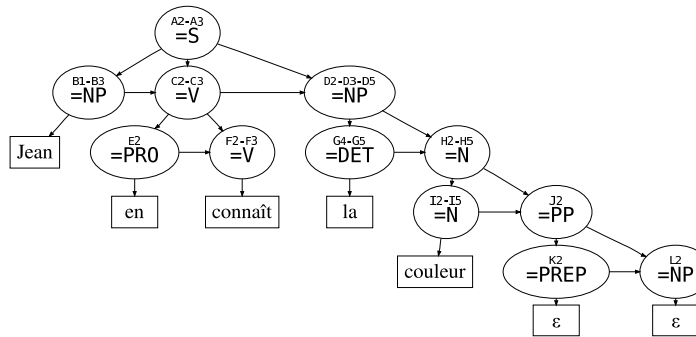 A2-A3
=S
B1-B3
=NP
C2-C3
=V
D2-D3-D5
=NP
Jean
E2
=PRO
F2-F3
=V
G4-G5
=DET
H2-H5
=N
en
connaît
la
I2-I5
=N
J2
=PP
couleur
K2
=PREP
L2
=NP
ε
ε